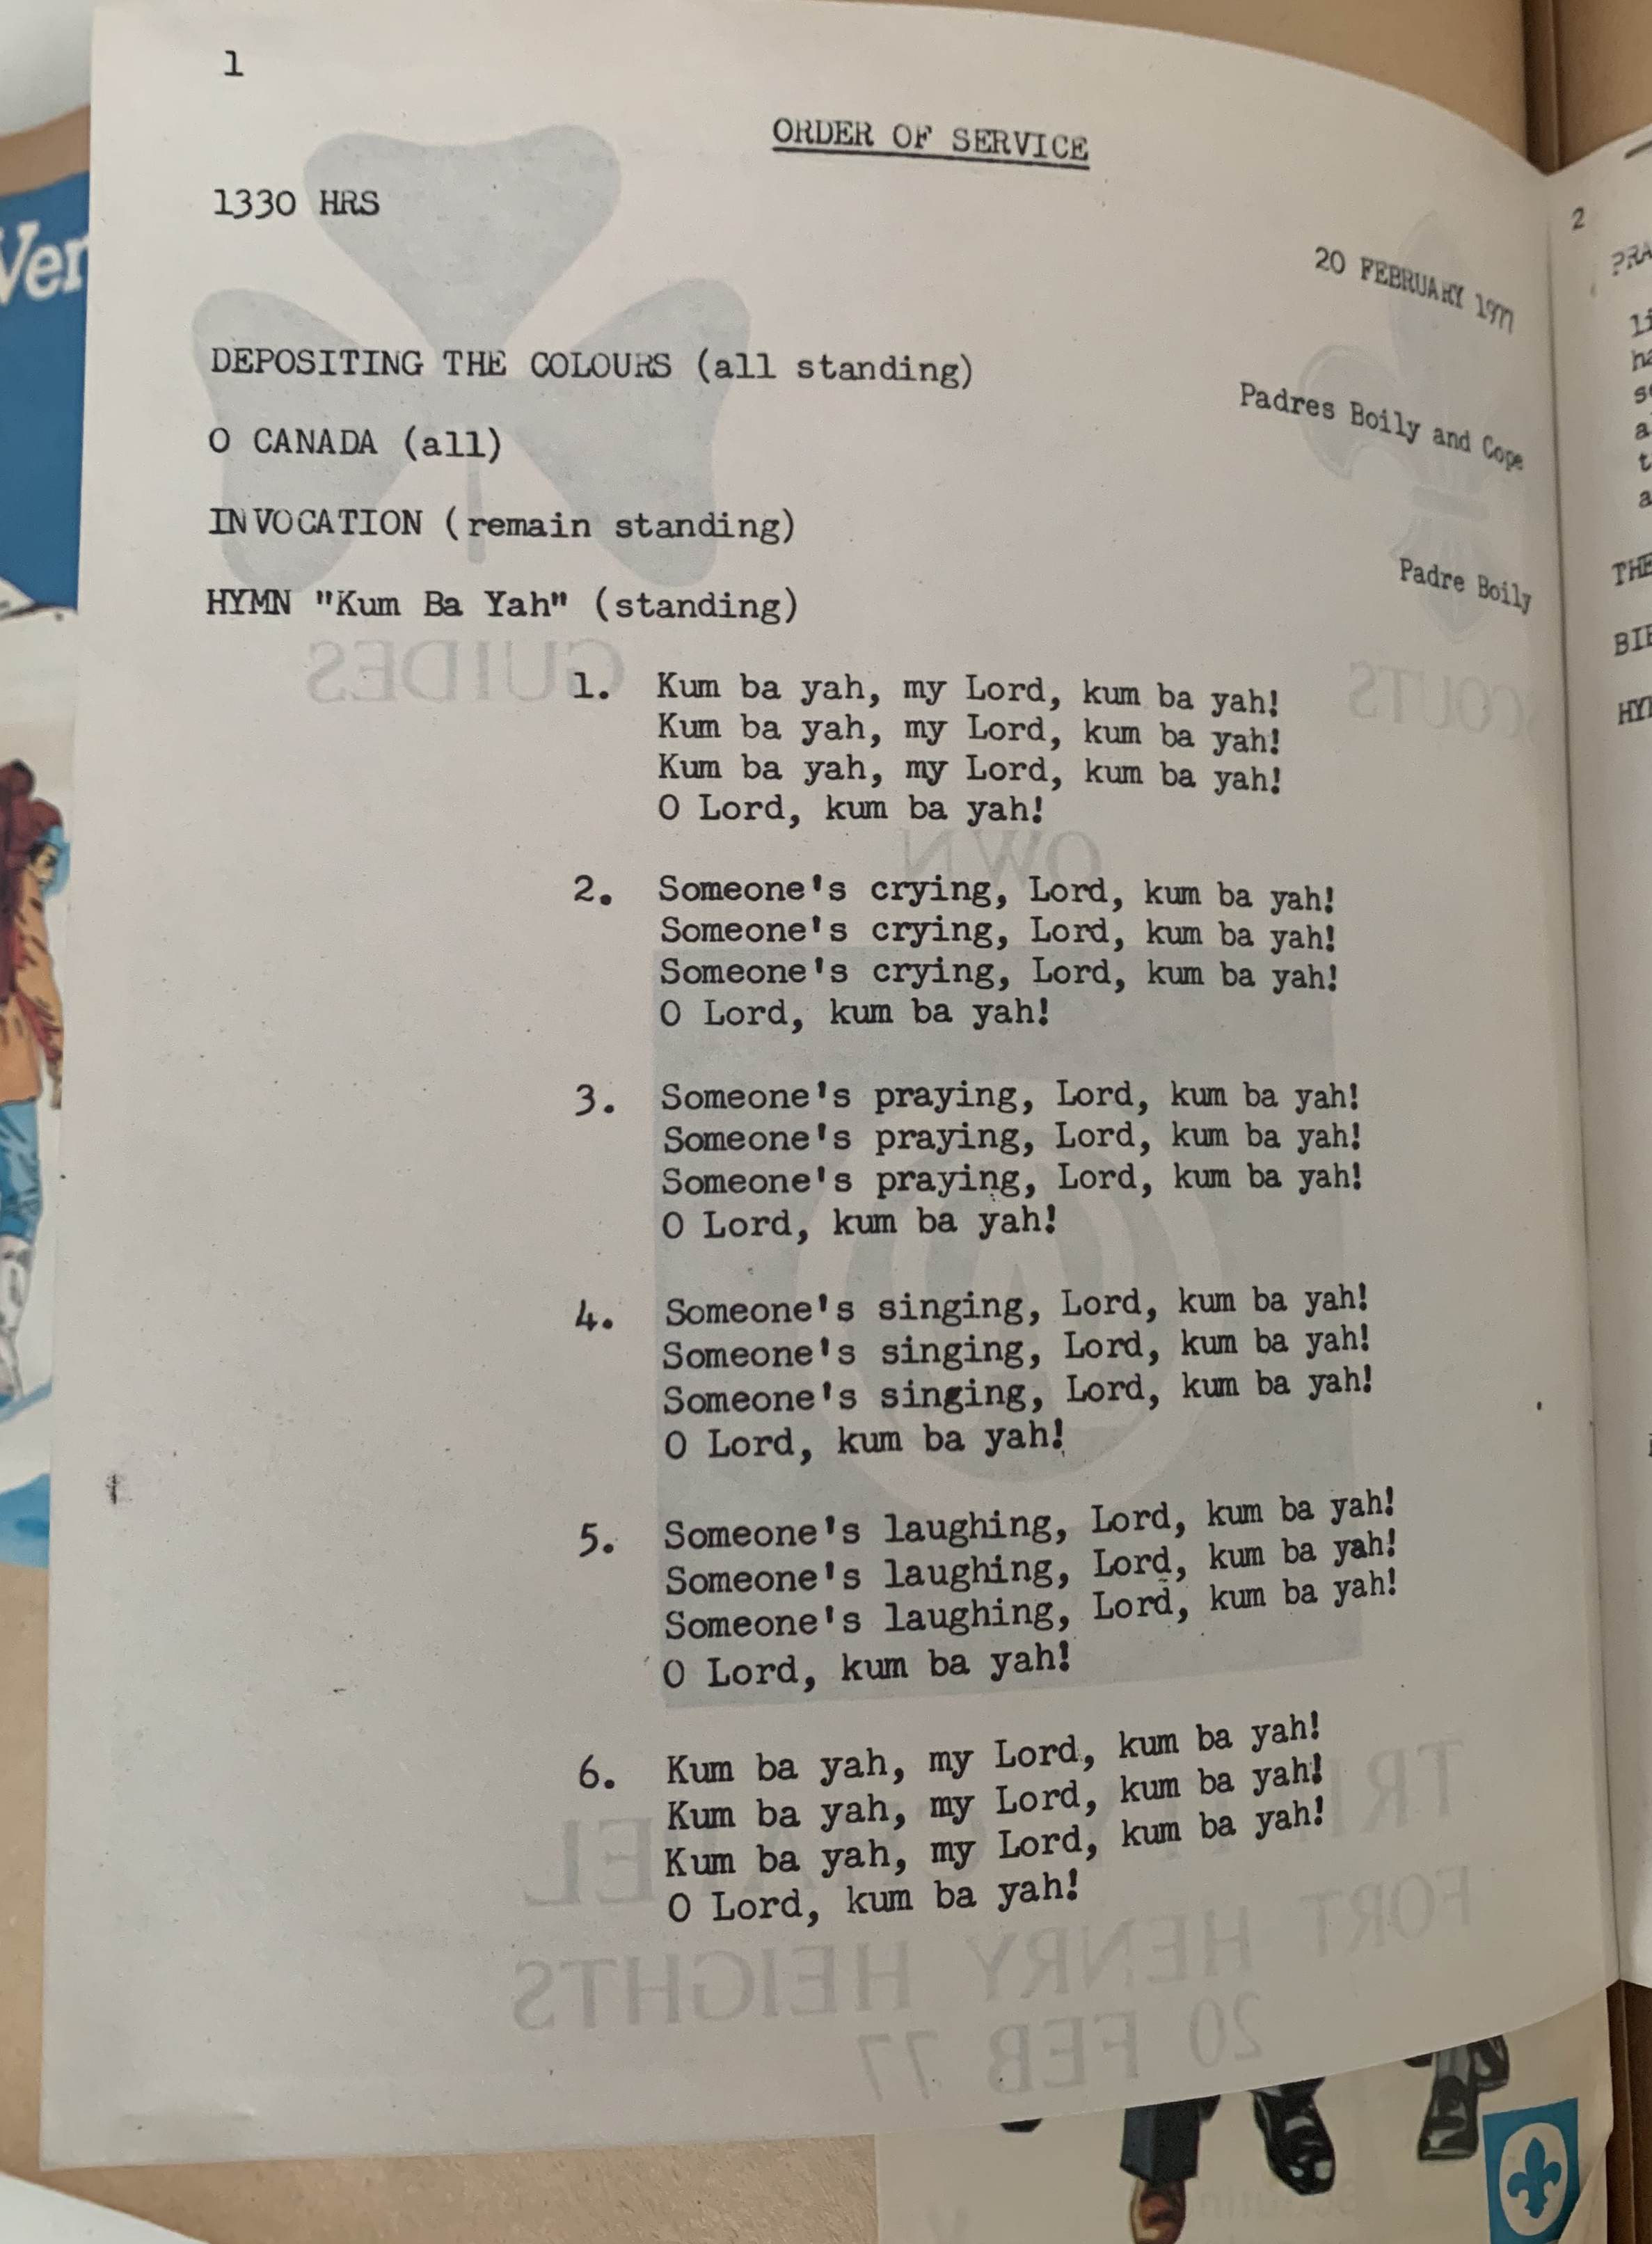 1
ORDER OF SERVICE
1330 HRS
20 FEBRUARY 1977
DEPOSITING THE COLOURS (all standing)
Padres Boily and Cope
O CANADA (all)
INVOCATION (remain standing)
Padre Boily
HYMN "Kum Ba Yah" (standing)
1. Kum ba yah, my Lord, kum ba yah!
Kum ba yah, my Lord, kum ba yah!
Kum ba yah, my Lord, kum ba yah!
O Lord, kum ba yah!
2. Someone's crying, Lord, kum ba yah!
Someone's crying, Lord, kum ba yah!
Someone's crying, Lord, kum ba yah!
O Lord, kum ba yah!
3. Someone's praying, Lord, kum ba yah!
Someone's praying, Lord, kum ba yah!
Someone's praying, Lord, kum ba yah!
O Lord, kum ba yah!
4. Someone's singing, Lord, kum ba yah!
Someone's singing, Lord, kum ba yah!
Someone's singing, Lord, kum ba yah!
O Lord, kum ba yah!
5. Someone's laughing, Lord, kum ba yah!
Someone's laughing, Lord, kum ba yah!
Someone's laughing, Lord, kum ba yah!
O Lord, kum ba yah!
6. Kum ba yah, my Lord, kum ba yah!
Kum ba yah, my Lord, kum ba yah!
Kum ba yah, my Lord, kum ba yah!
O Lord, kum ba yah!
GUIDES
OWN
FORT HENRY HEIGHTS
20 FEB 77
2